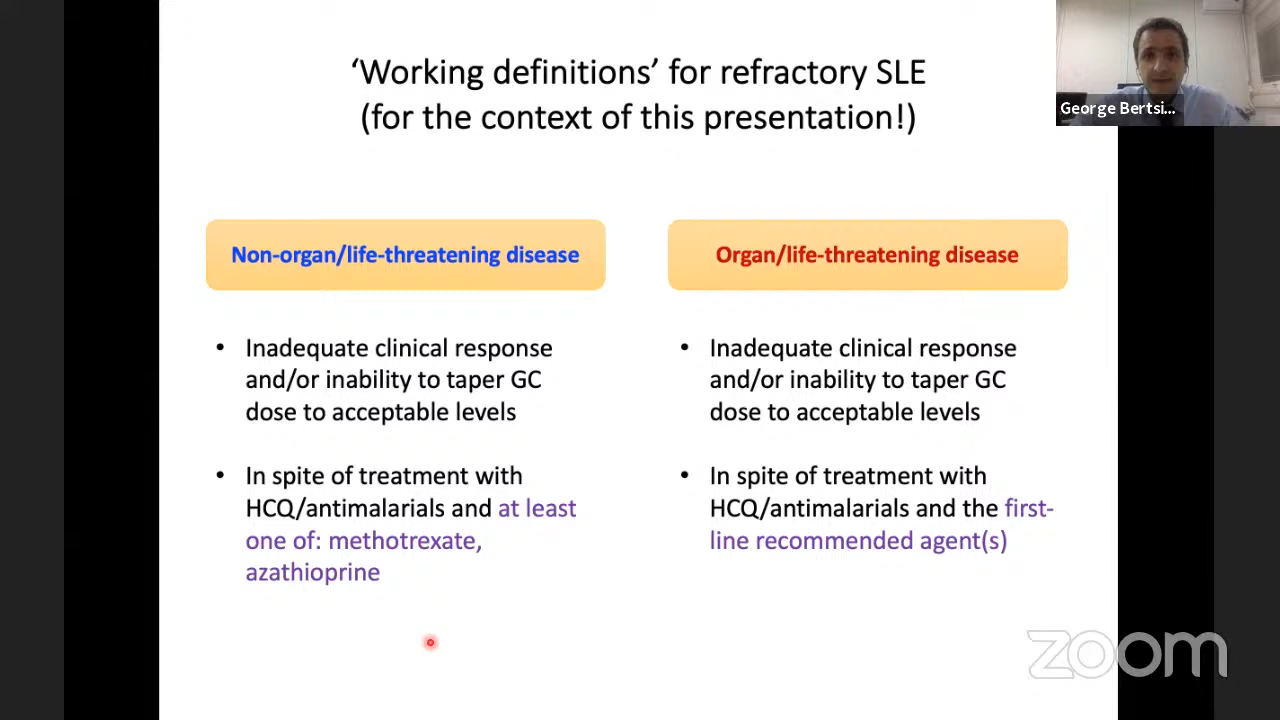 ‘Working definitions’ for refractory SLE
(for the context of this presentation!)
George Bertsi...
Non-organ/life-threatening disease
• Inadequate clinical response
and/or inability to taper GC
dose to acceptable levels
• In spite of treatment with
HCQ/antimalarials and at least
one of: methotrexate,
azathioprine
Organ/life-threatening disease
• Inadequate clinical response
and/or inability to taper GC
dose to acceptable levels
• In spite of treatment with
HCQ/antimalarials and the first-
line recommended agent(s)
zoom